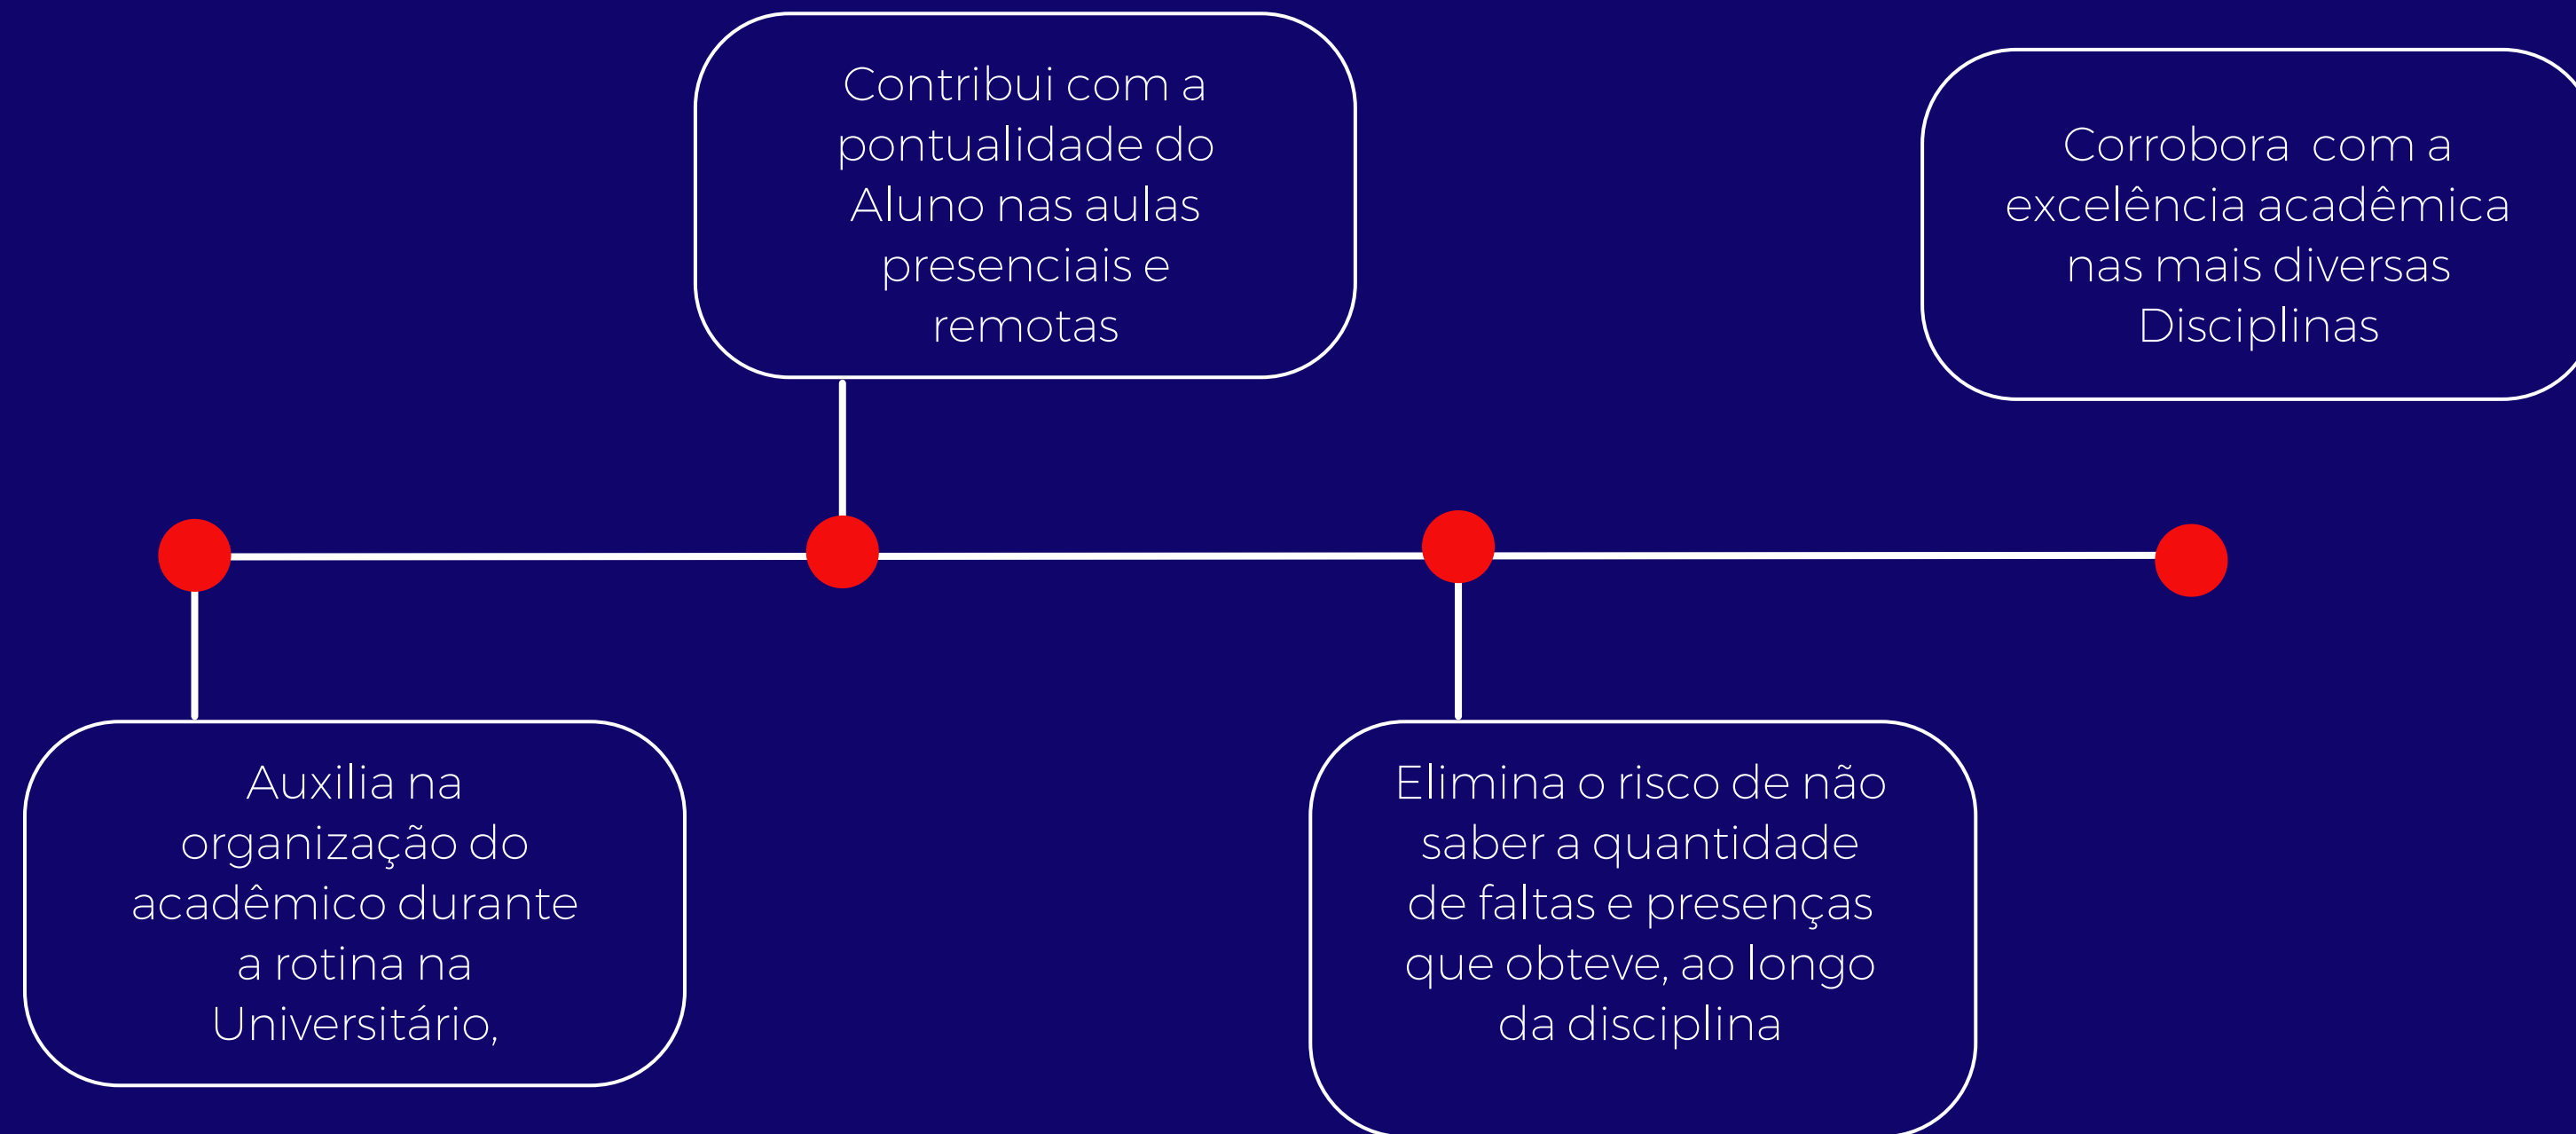 Contribui com a
pontualidade do
Aluno nas aulas
presenciais e
remotas
Corrobora com a
excelência acadêmica
nas mais diversas
Disciplinas
Auxilia na
organização do
acadêmico durante
a rotina na
Universitário,
Elimina o risco de não
saber a quantidade
de faltas e presenças
que obteve, ao longo
da disciplina